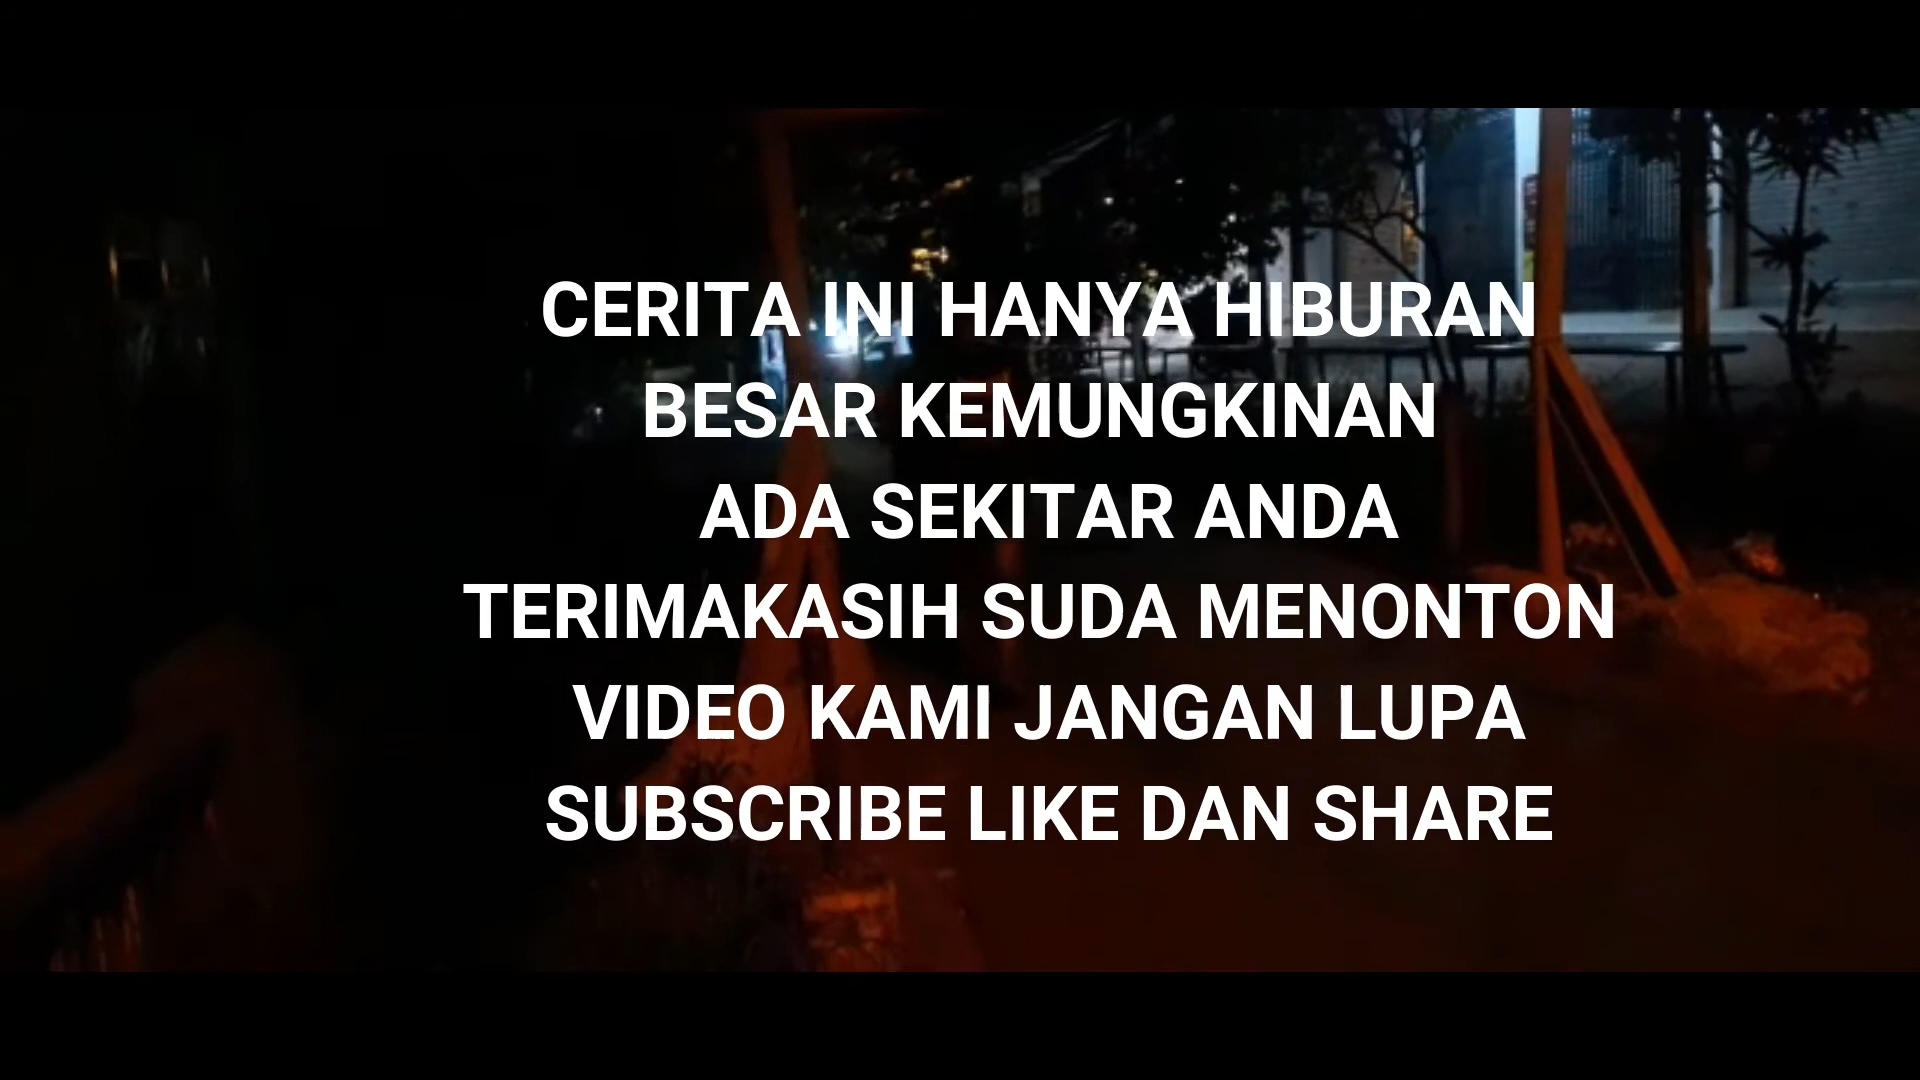 CERITA INI HANYA HIBURAN
BESAR KEMUNGKINAN
ADA SEKITAR ANDA
TERIMAKASIH SUDA MENONTON
VIDEO KAMI JANGAN LUPA
SUBSCRIBE LIKE DAN SHARE